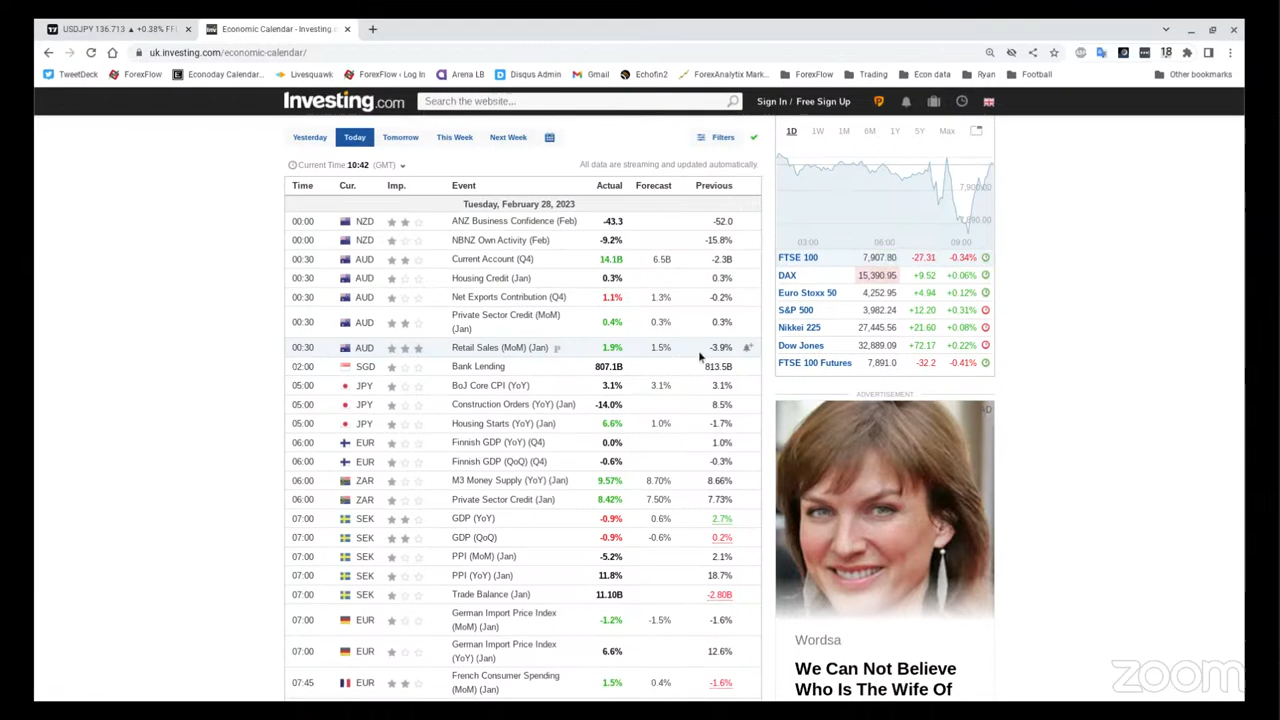 USDJPY 136.713 ▲ +0.38%
Economic Calendar - Investing
uk.investing.com/economic-calendar/
18
TweetDeck ForexFlow Econoday Calendar... Livesquawk ForexFlow ‹ Log In Arena LB Disqus Admin Gmail Echofin2 ForexAnalytix Mark... ForexFlow Trading Econ data Ryan Football Other bookmarks
Investing.com Search the website... Sign In / Free Sign Up
Yesterday Today Tomorrow This Week Next Week Filters
Current Time 10:42 (GMT) All data are streaming and updated automatically.
Time Cur. Imp. Event Actual Forecast Previous
Tuesday, February 28, 2023
00:00 NZD ANZ Business Confidence (Feb) -43.3 -52.0
00:00 NZD NBNZ Own Activity (Feb) -9.2% -15.8%
00:30 AUD Current Account (Q4) 14.1B 6.5B -2.3B
00:30 AUD Housing Credit (Jan) 0.3% 0.3%
00:30 AUD Net Exports Contribution (Q4) 1.1% 1.3% -0.2%
00:30 AUD Private Sector Credit (MoM) 0.4% 0.3% 0.3%
(Jan)
00:30 AUD Retail Sales (MoM) (Jan) P 1.9% 1.5% -3.9%
02:00 SGD Bank Lending 807.1B 813.5B
05:00 JPY BoJ Core CPI (YoY) 3.1% 3.1% 3.1%
05:00 JPY Construction Orders (YoY) (Jan) -14.0% 8.5%
05:00 JPY Housing Starts (YoY) (Jan) 6.6% 1.0% -1.7%
06:00 EUR Finnish GDP (YoY) (Q4) 0.0% 1.0%
06:00 EUR Finnish GDP (QoQ) (Q4) -0.6% -0.3%
06:00 ZAR M3 Money Supply (YoY) (Jan) 9.57% 8.70% 8.66%
06:00 ZAR Private Sector Credit (Jan) 8.42% 7.50% 7.73%
07:00 SEK GDP (YoY) -0.9% 0.6% 2.7%
07:00 SEK GDP (QoQ) -0.9% -0.6% 0.2%
07:00 SEK PPI (MoM) (Jan) -5.2% 2.1%
07:00 SEK PPI (YoY) (Jan) 11.8% 18.7%
07:00 SEK Trade Balance (Jan) 11.10B -2.80B
07:00 EUR German Import Price Index -1.2% -1.5% -1.6%
(MoM) (Jan)
07:00 EUR German Import Price Index 6.6% 12.6%
(YoY) (Jan)
07:45 EUR French Consumer Spending 1.5% 0.4% -1.6%
(MoM) (Jan)
1D 1W 1M 6M 1Y 5Y Max
7,900.00
7,890.00
03:00 06:00 09:00
FTSE 100 7,907.80 -27.31 -0.34%
DAX 15,390.95 +9.52 +0.06%
Euro Stoxx 50 4,252.95 +4.94 +0.12%
S&P 500 3,982.24 +12.20 +0.31%
Nikkei 225 27,445.56 +21.60 +0.08%
Dow Jones 32,889.09 +72.17 +0.22%
FTSE 100 Futures 7,891.0 -32.2 -0.41%
ADVERTISEMENT
AD
Wordsa
We Can Not Believe
Who Is The Wife Of
zoom